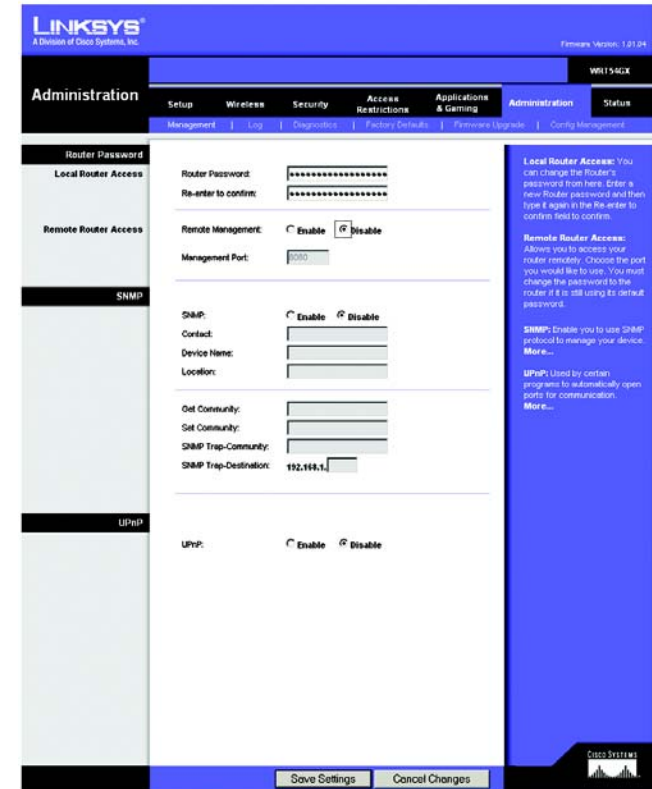 LINKSYS®
A Division of Cisco Systems, Inc.
Firmware Version: 1.01.04
WRT54GX
Administration
Setup Wireless Security Access Restrictions Applications & Gaming Administration Status
Management | Log | Diagnostics | Factory Defaults | Firmware Upgrade | Config Management
Router Password
Local Router Access
Router Password:
Re-enter to confirm:
Remote Router Access
Remote Management: Enable Disable
Management Port: 8080
SNMP
SNMP: Enable Disable
Contact:
Device Name:
Location:
Get Community:
Set Community:
SNMP Trap-Community:
SNMP Trap-Destination: 192.168.1.
UPnP
UPnP: Enable Disable
Local Router Access: You
can change the Router's
password from here. Enter a
new Router password and then
type it again in the Re-enter to
confirm field to confirm.
Remote Router Access:
Allows you to access your
router remotely. Choose the port
you would like to use. You must
change the password to the
router if it is still using its default
password.
SNMP: Enable you to use SNMP
protocol to manage your device.
More...
UPnP: Used by certain
programs to automatically open
ports for communication.
More...
CISCO SYSTEMS
Save Settings Cancel Changes